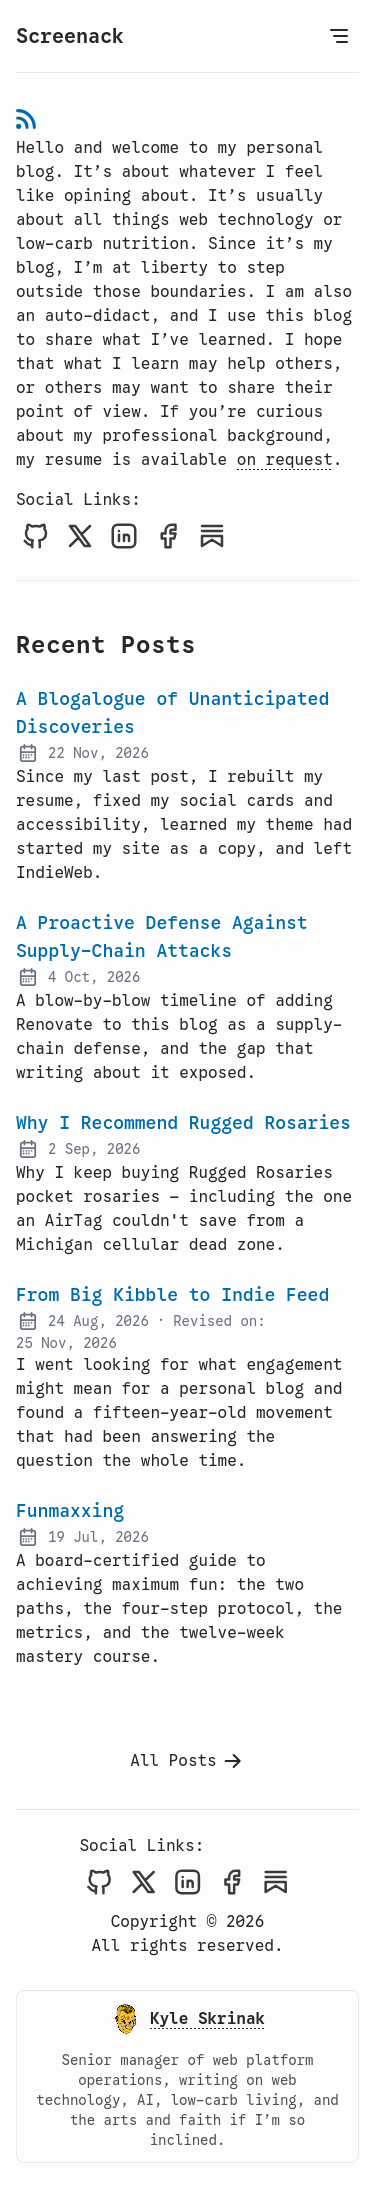 Screenack
Hello and welcome to my personal
blog. It’s about whatever I feel
like opining about. It’s usually
about all things web technology or
low-carb nutrition. Since it’s my
blog, I’m at liberty to step
outside those boundaries. I am also
an auto-didact, and I use this blog
to share what I’ve learned. I hope
that what I learn may help others,
or others may want to share their
point of view. If you’re curious
about my professional background,
my resume is available on request.
Social Links:
Recent Posts
A Blogalogue of Unanticipated
Discoveries
22 Nov, 2026
Since my last post, I rebuilt my
resume, fixed my social cards and
accessibility, learned my theme had
started my site as a copy, and left
IndieWeb.
A Proactive Defense Against
Supply-Chain Attacks
4 Oct, 2026
A blow-by-blow timeline of adding
Renovate to this blog as a supply-
chain defense, and the gap that
writing about it exposed.
Why I Recommend Rugged Rosaries
2 Sep, 2026
Why I keep buying Rugged Rosaries
pocket rosaries — including the one
an AirTag couldn't save from a
Michigan cellular dead zone.
From Big Kibble to Indie Feed
24 Aug, 2026 · Revised on:
25 Nov, 2026
I went looking for what engagement
might mean for a personal blog and
found a fifteen-year-old movement
that had been answering the
question the whole time.
Funmaxxing
19 Jul, 2026
A board-certified guide to
achieving maximum fun: the two
paths, the four-step protocol, the
metrics, and the twelve-week
mastery course.
All Posts
Social Links:
Copyright © 2026
All rights reserved.
Kyle Skrinak
Senior manager of web platform
operations, writing on web
technology, AI, low-carb living, and
the arts and faith if I’m so
inclined.